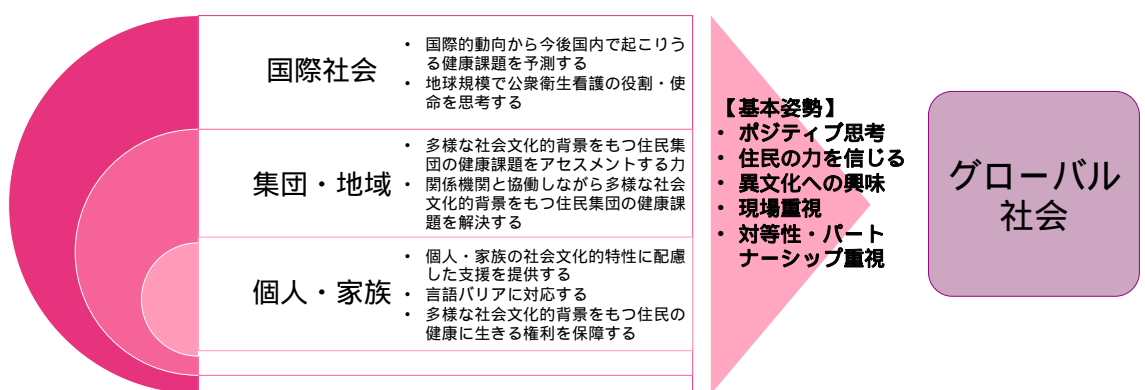 国際社会
• 国際的動向から今後国内で起こりう
る健康課題を予測する
• 地球規模で公衆衛生看護の役割・使
命を思考する
集団・地域
• 多様な社会文化的背景をもつ住民集
団の健康課題をアセスメントする力
• 関係機関と協働しながら多様な社会
文化的背景をもつ住民集団の健康課
題を解決する
個人・家族
• 個人・家族の社会文化的特性に配慮
した支援を提供する
• 言語バリアに対応する
• 多様な社会文化的背景をもつ住民の
健康に生きる権利を保障する
【基本姿勢】
• ポジティブ思考
• 住民の力を信じる
• 異文化への興味
• 現場重視
• 対等性・パート
ナーシップ重視
グローバル
社会